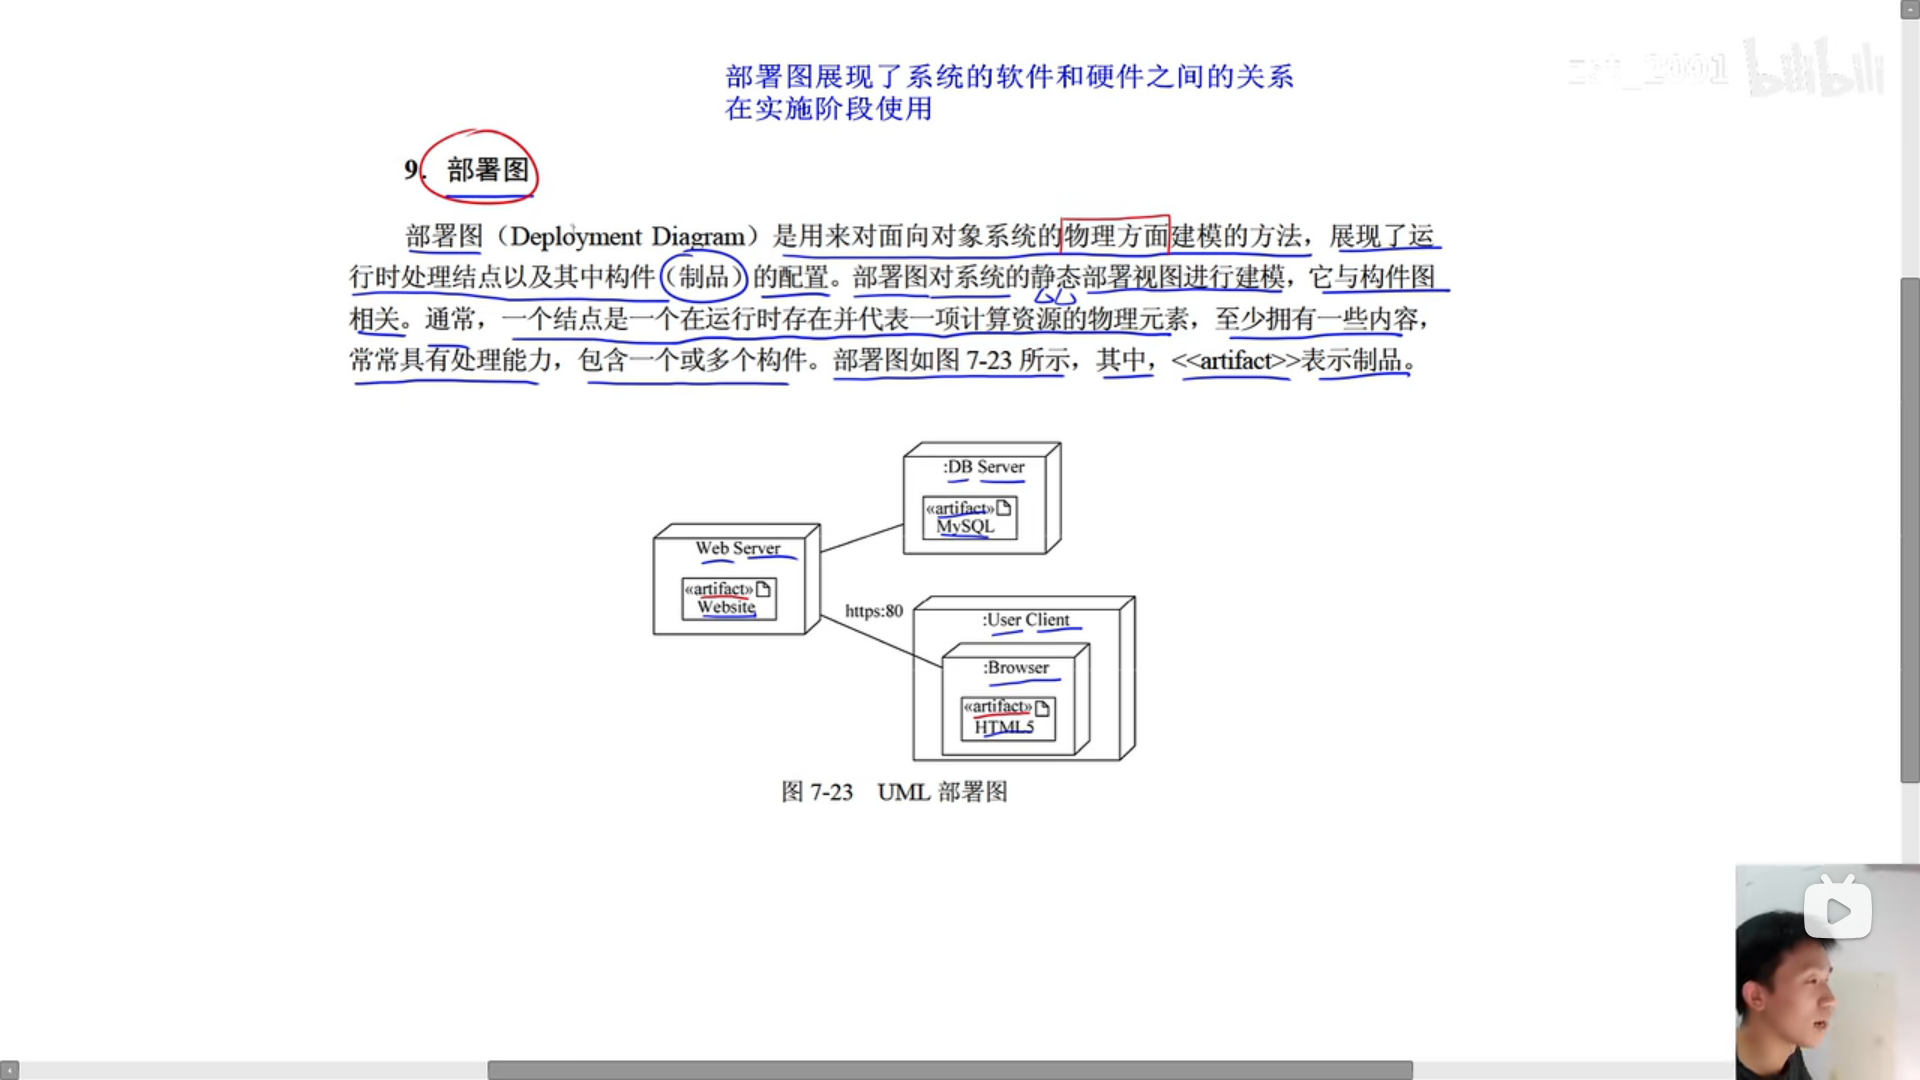 部署图展现了系统的软件和硬件之间的关系
在实施阶段使用
bilibili
9. 部署图
部署图（Deployment Diagram）是用来对面向对象系统的物理方面建模的方法，展现了运
行时处理结点以及其中构件（制品）的配置。部署图对系统的静态部署视图进行建模，它与构件图
相关。通常，一个结点是一个在运行时存在并代表一项计算资源的物理元素，至少拥有一些内容，
常常具有处理能力，包含一个或多个构件。部署图如图 7-23 所示，其中，<<artifact>>表示制品。
:DB Server
«artifact»
MySQL
Web Server
«artifact»
Website
https:80
:User Client
:Browser
«artifact»
HTML5
图 7-23 UML 部署图